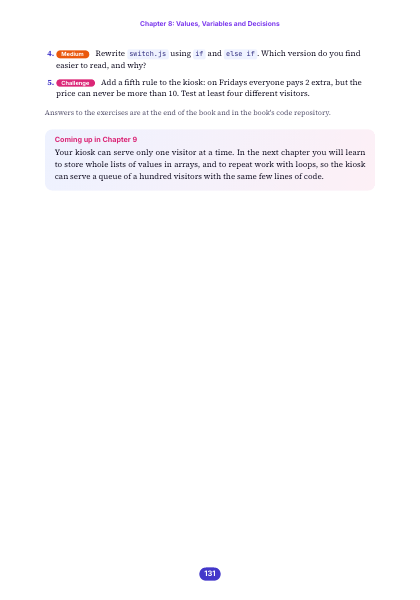 Chapter 8: Values, Variables and Decisions
4. Medium Rewrite switch.js using if and else if. Which version do you find
easier to read, and why?
5. Challenge Add a fifth rule to the kiosk: on Fridays everyone pays 2 extra, but the
price can never be more than 10. Test at least four different visitors.
Answers to the exercises are at the end of the book and in the book's code repository.
Coming up in Chapter 9
Your kiosk can serve only one visitor at a time. In the next chapter you will learn
to store whole lists of values in arrays, and to repeat work with loops, so the kiosk
can serve a queue of a hundred visitors with the same few lines of code.
131